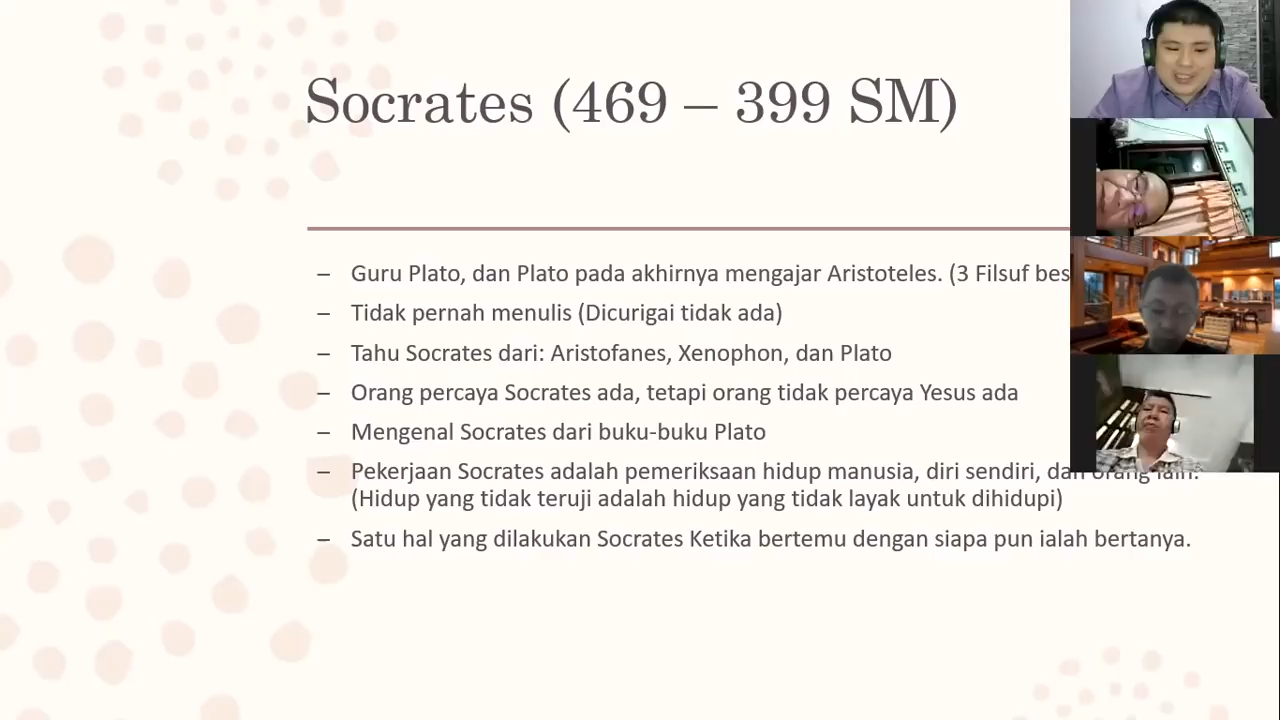 Socrates (469 – 399 SM)
– Guru Plato, dan Plato pada akhirnya mengajar Aristoteles. (3 Filsuf
– Tidak pernah menulis (Dicurigai tidak ada)
– Tahu Socrates dari: Aristofanes, Xenophon, dan Plato
– Orang percaya Socrates ada, tetapi orang tidak percaya Yesus ada
– Mengenal Socrates dari buku-buku Plato
– Pekerjaan Socrates adalah pemeriksaan hidup manusia, diri sendiri, dan orang lain.
(Hidup yang tidak teruji adalah hidup yang tidak layak untuk dihidupi)
– Satu hal yang dilakukan Socrates Ketika bertemu dengan siapa pun ialah bertanya.